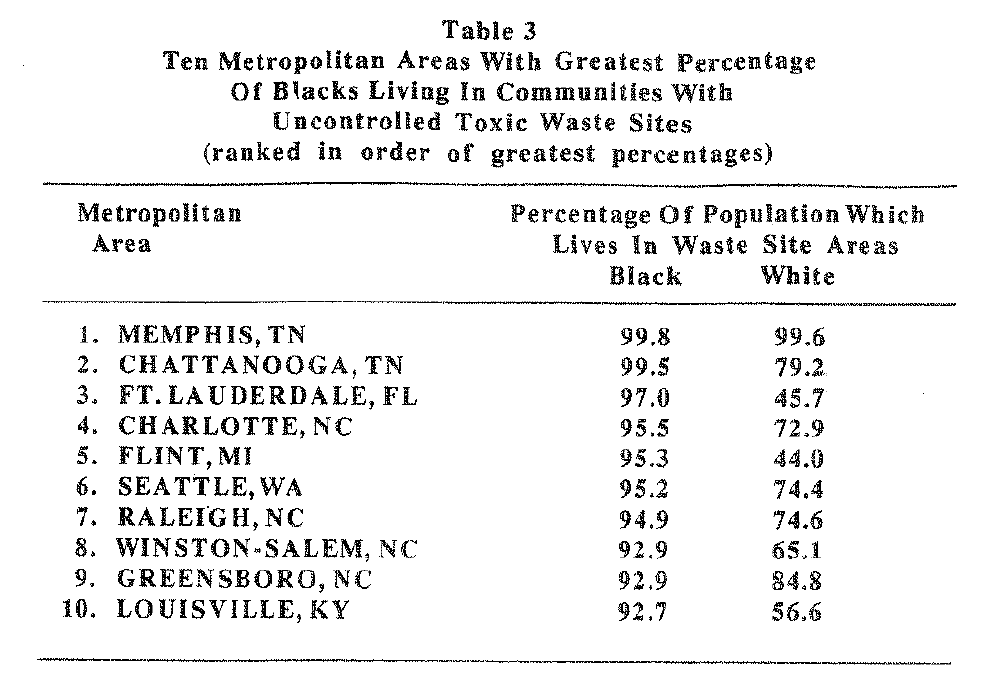 Table 3
Ten Metropolitan Areas With Greatest Percentage
Of Blacks Living In Communities With
Uncontrolled Toxic Waste Sites
(ranked in order of greatest percentages)
Metropolitan Percentage Of Population Which
Area Lives In Waste Site Areas
Black White
1. MEMPHIS, TN 99.8 99.6
2. CHATTANOOGA, TN 99.5 79.2
3. FT. LAUDERDALE, FL 97.0 45.7
4. CHARLOTTE, NC 95.5 72.9
5. FLINT, MI 95.3 44.0
6. SEATTLE, WA 95.2 74.4
7. RALEIGH, NC 94.9 74.6
8. WINSTON-SALEM, NC 92.9 65.1
9. GREENSBORO, NC 92.9 84.8
10. LOUISVILLE, KY 92.7 56.6